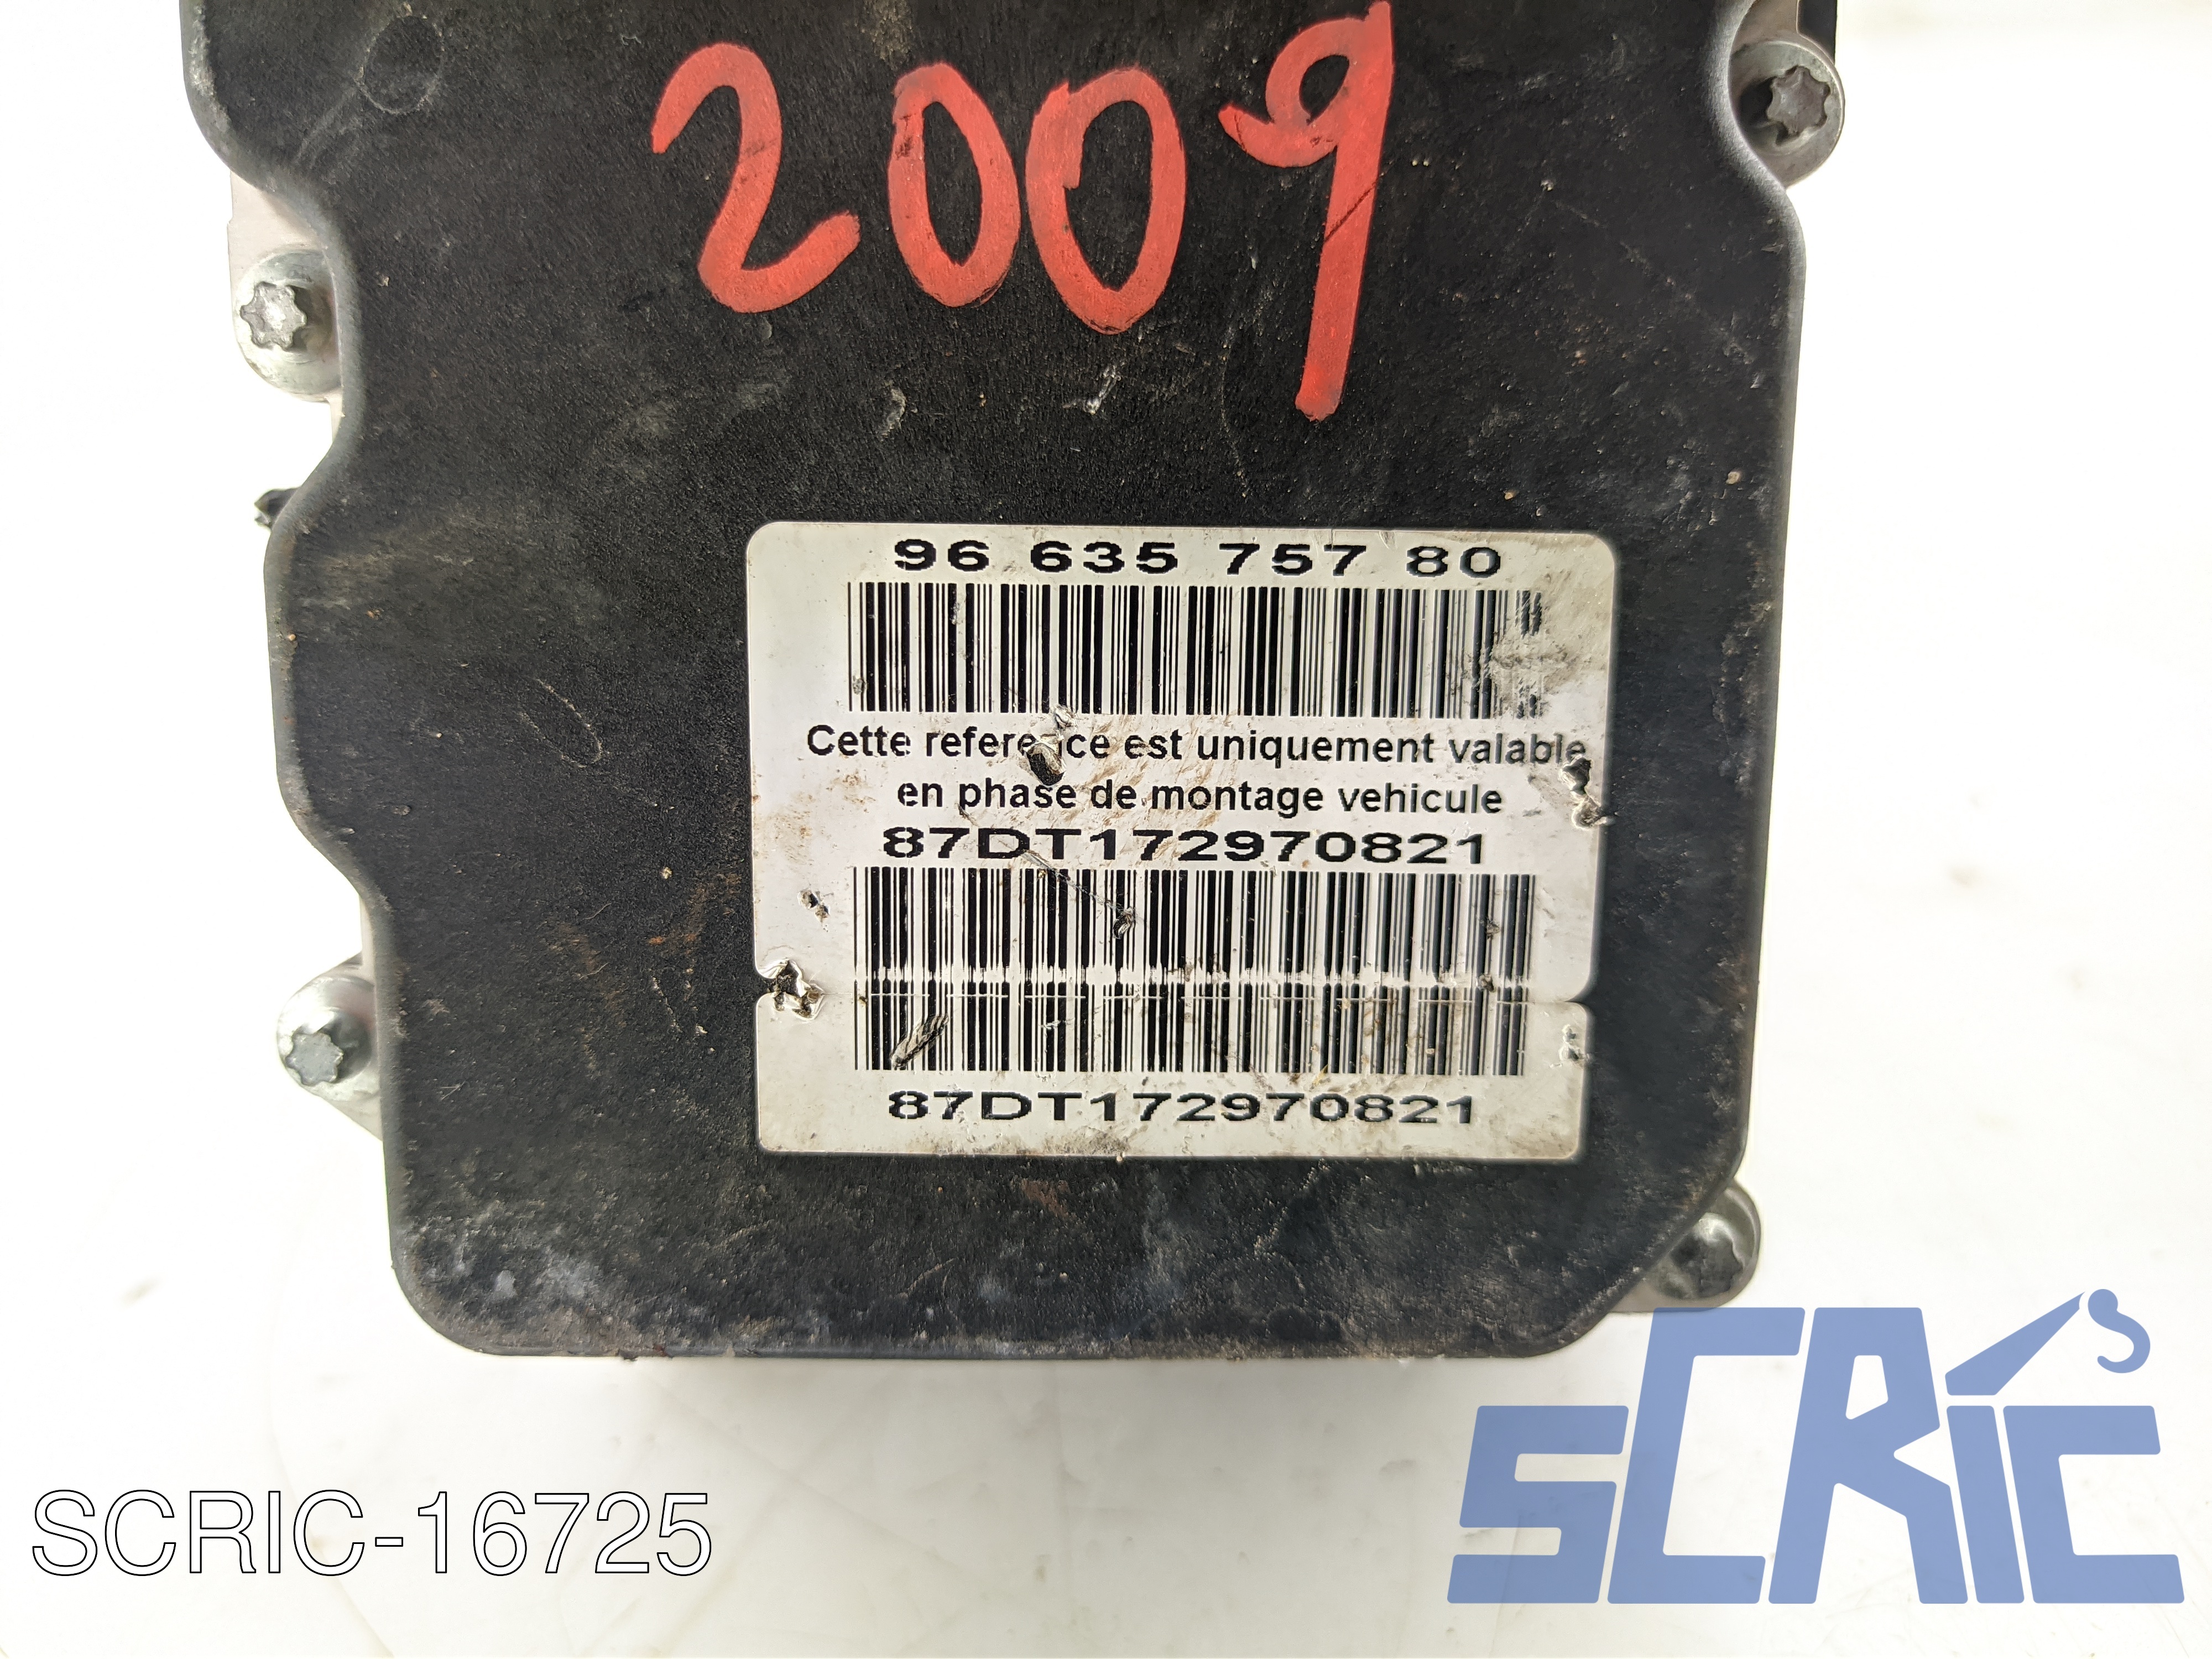 2009
96 635 757 80
Cette reference est uniquement valable
en phase de montage vehicule
87DT172970821
87DT172970821
SCRIC-16725
SCRIC